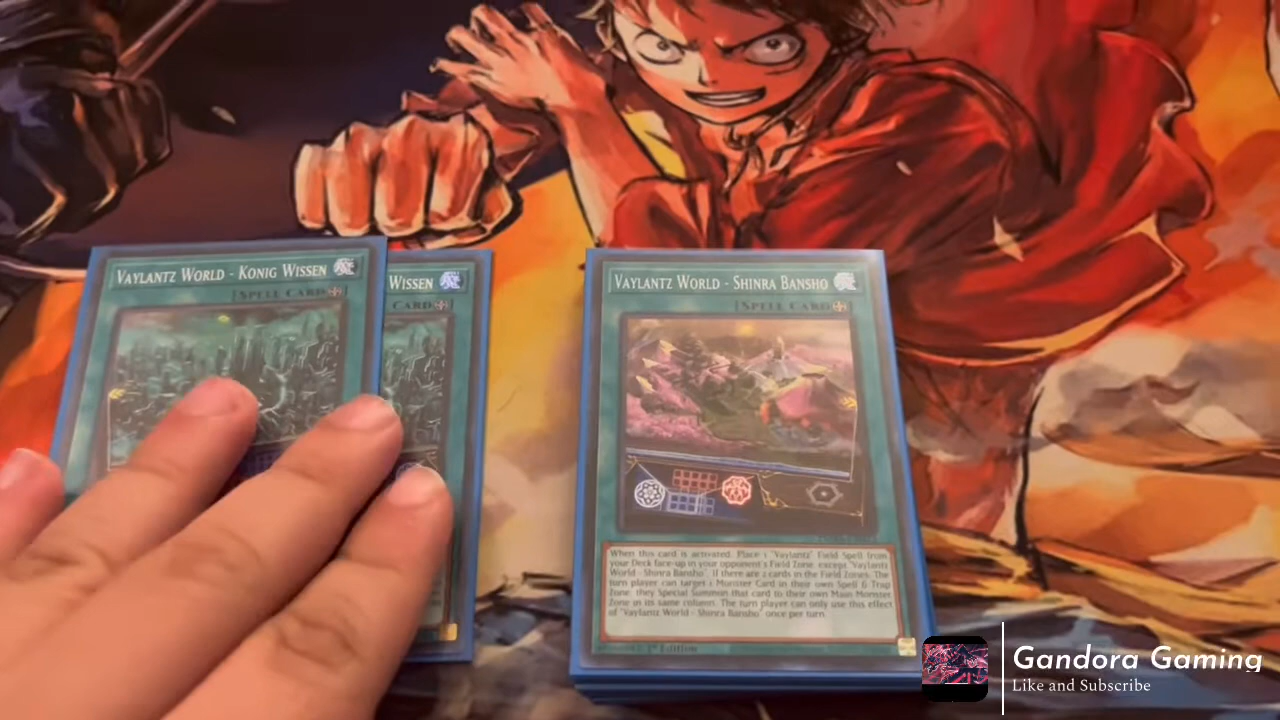 VAYLANTZ WORLD - KONIG WISSEN
[SPELL CARD
WISSEN
CARD
VAYLANTZ WORLD - SHINRA BANSHO
[SPELL CARD
When this card is activated: Place 1 "Vaylantz" Field Spell from
your Deck face-up in your opponent's Field Zone, except "Vaylantz
World - Shinra Bansho". If there are 2 cards in the Field Zones: The
turn player can target 1 Monster Card in their own Spell & Trap
Zone; they Special Summon that card to their own Main Monster
Zone in its same column. The turn player can only use this effect
of "Vaylantz World - Shinra Bansho" once per turn.
1st Edition
Gandora Gaming
Like and Subscribe